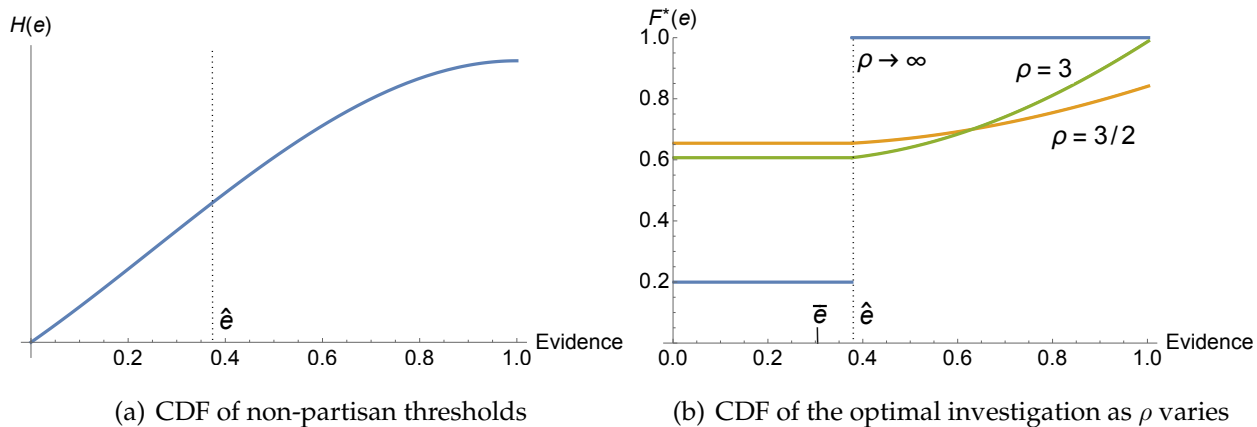 H(e)
ê
0.2 0.4 0.6 0.8 1.0
Evidence
(a) CDF of non-partisan thresholds
F*(e)
1.0
0.8
0.6
0.4
0.2
ρ → ∞
ρ = 3
ρ = 3/2
e̅ ê
0.0 0.2 0.4 0.6 0.8 1.0
Evidence
(b) CDF of the optimal investigation as ρ varies